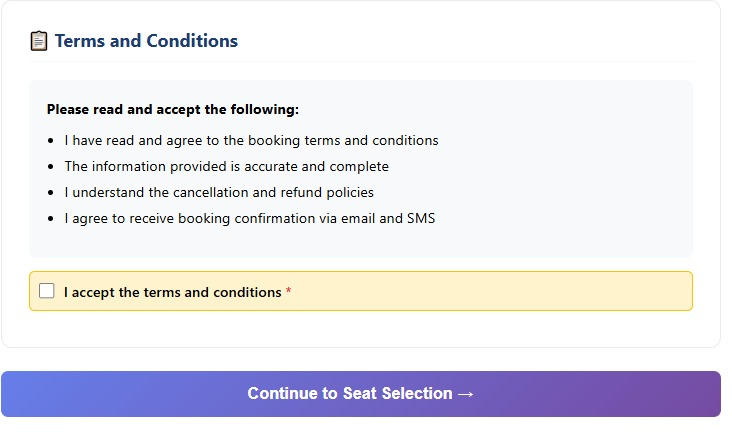 Terms and Conditions
Please read and accept the following:
• I have read and agree to the booking terms and conditions
• The information provided is accurate and complete
• I understand the cancellation and refund policies
• I agree to receive booking confirmation via email and SMS
I accept the terms and conditions *
Continue to Seat Selection →